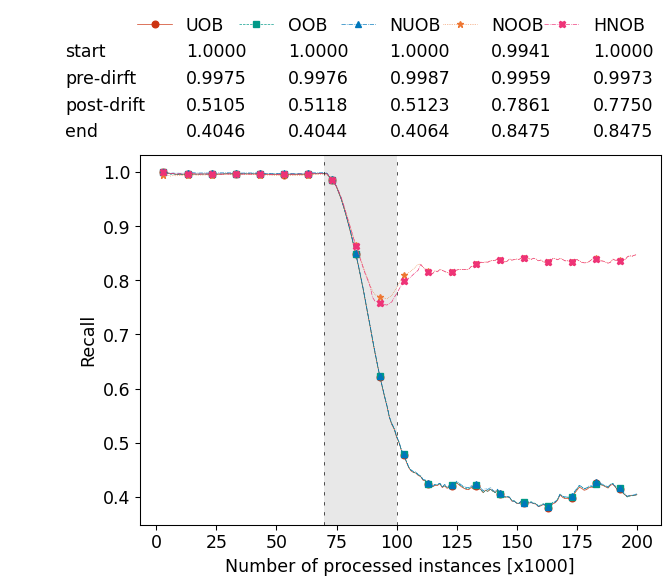 UOB OOB NUOB NOOB HNOB
start 1.0000 1.0000 1.0000 0.9941 1.0000
pre-dirft 0.9975 0.9976 0.9987 0.9959 0.9973
post-drift 0.5105 0.5118 0.5123 0.7861 0.7750
end 0.4046 0.4044 0.4064 0.8475 0.8475
1.0
0.9
0.8
0.7
0.6
0.5
0.4
Recall
0 25 50 75 100 125 150 175 200
Number of processed instances [x1000]